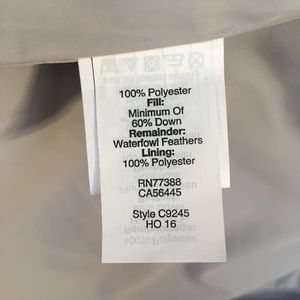 100% Polyester
Fill:
Minimum Of
60% Down
Remainder:
Waterfowl Feathers
Lining:
100% Polyester
RN77388
CA56445
Style C9245
HO 16